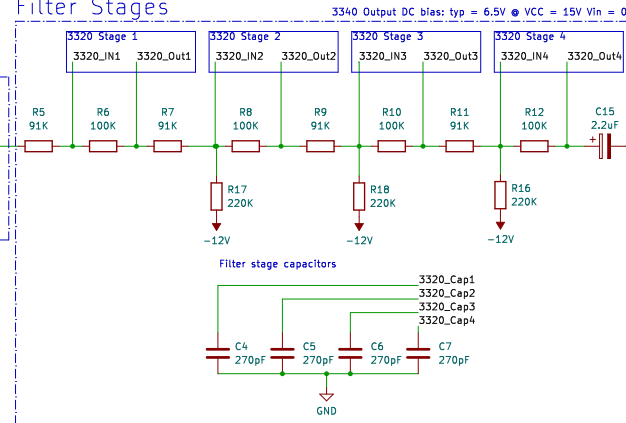 Filter Stages
3340 Output DC bias: typ = 6.5V @ VCC = 15V Vin = 0
3320 Stage 1
3320 Stage 2
3320 Stage 3
3320 Stage 4
3320_IN1
3320_Out1
3320_IN2
3320_Out2
3320_IN3
3320_Out3
3320_IN4
3320_Out4
R5
91K
R6
100K
R7
91K
R8
100K
R9
91K
R10
100K
R11
91K
R12
100K
C15
2.2uF
+
R17
220K
R18
220K
R16
220K
-12V
-12V
-12V
Filter stage capacitors
3320_Cap1
3320_Cap2
3320_Cap3
3320_Cap4
C4
270pF
C5
270pF
C6
270pF
C7
270pF
GND